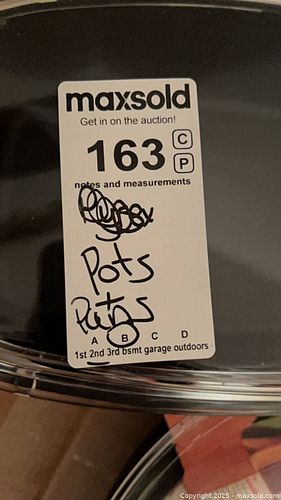 maxsold
Get in on the auction!
163 C
P
notes and measurements
Pots
A B C D
1st 2nd 3rd bsmt garage outdoors
Copyright 2025 - maxsold.com